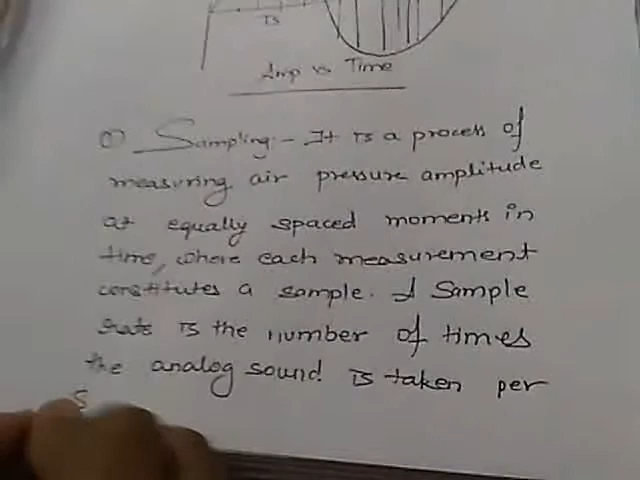 Ts
Amp vs Time
① Sampling:- It is a process of
measuring air pressure amplitude
at equally spaced moments in
time, where each measurement
constitutes a sample. A Sample
rate is the number of times
the analog sound is taken per
S